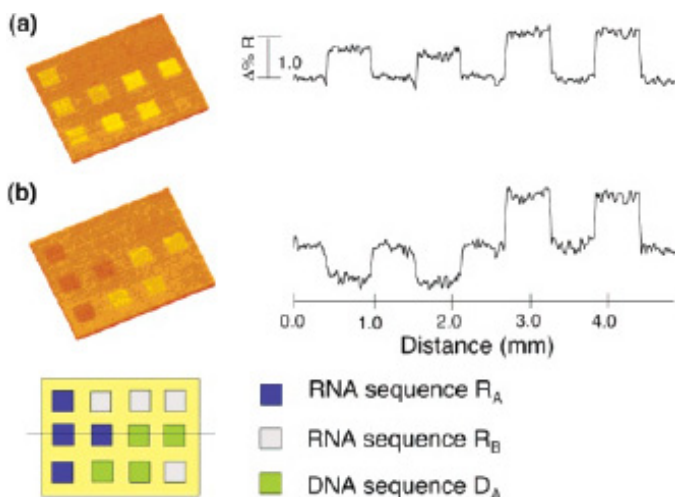 (a)
Δ% R
1.0
(b)
0.0 1.0 2.0 3.0 4.0
Distance (mm)
RNA sequence R_A
RNA sequence R_B
DNA sequence D_A